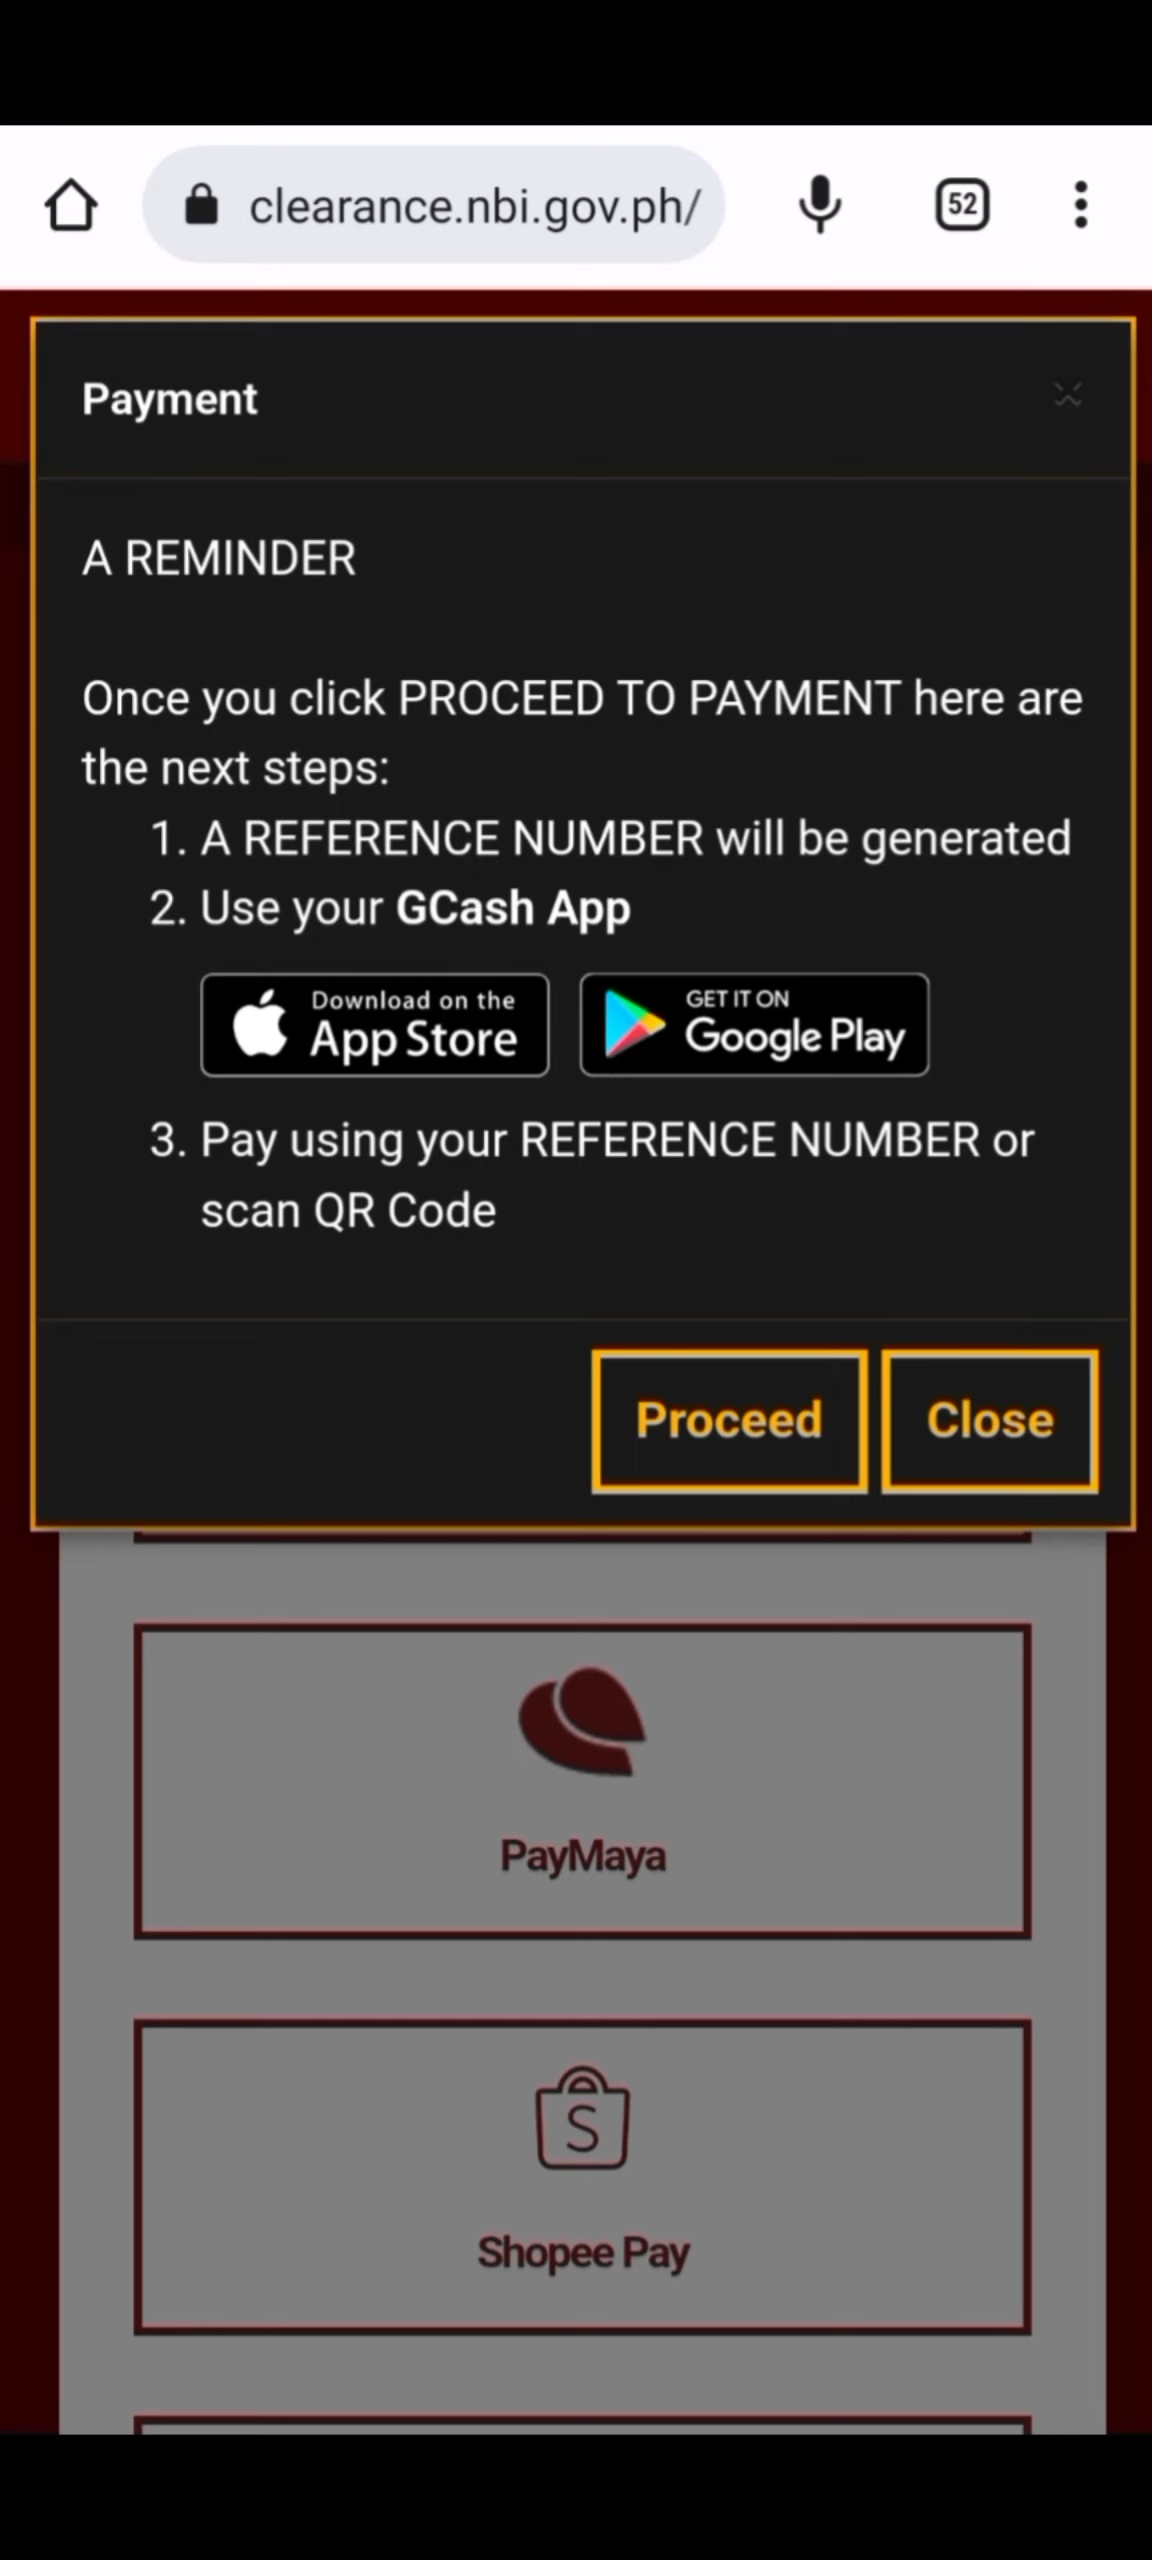 clearance.nbi.gov.ph/
52
Payment
A REMINDER
Once you click PROCEED TO PAYMENT here are
the next steps:
1. A REFERENCE NUMBER will be generated
2. Use your GCash App
Download on the
App Store
GET IT ON
Google Play
3. Pay using your REFERENCE NUMBER or
scan QR Code
Proceed
Close
PayMaya
S
Shopee Pay